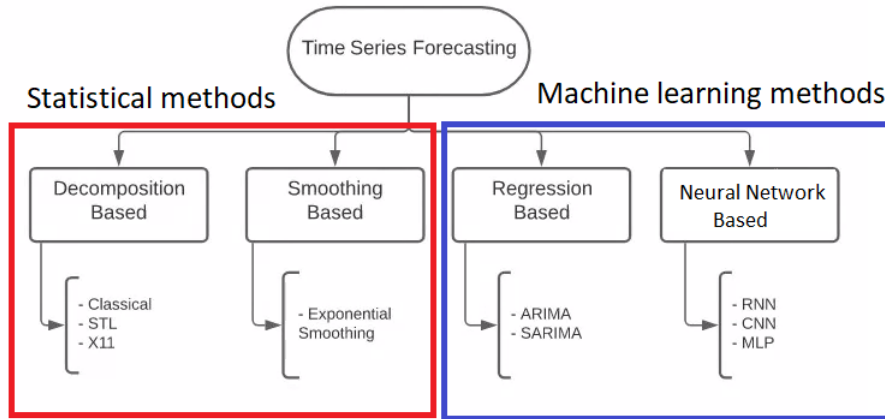 Time Series Forecasting
Statistical methods
Machine learning methods
Decomposition
Based
Smoothing
Based
Regression
Based
Neural Network
Based
- Classical
- STL
- X11
- Exponential
Smoothing
- ARIMA
- SARIMA
- RNN
- CNN
- MLP